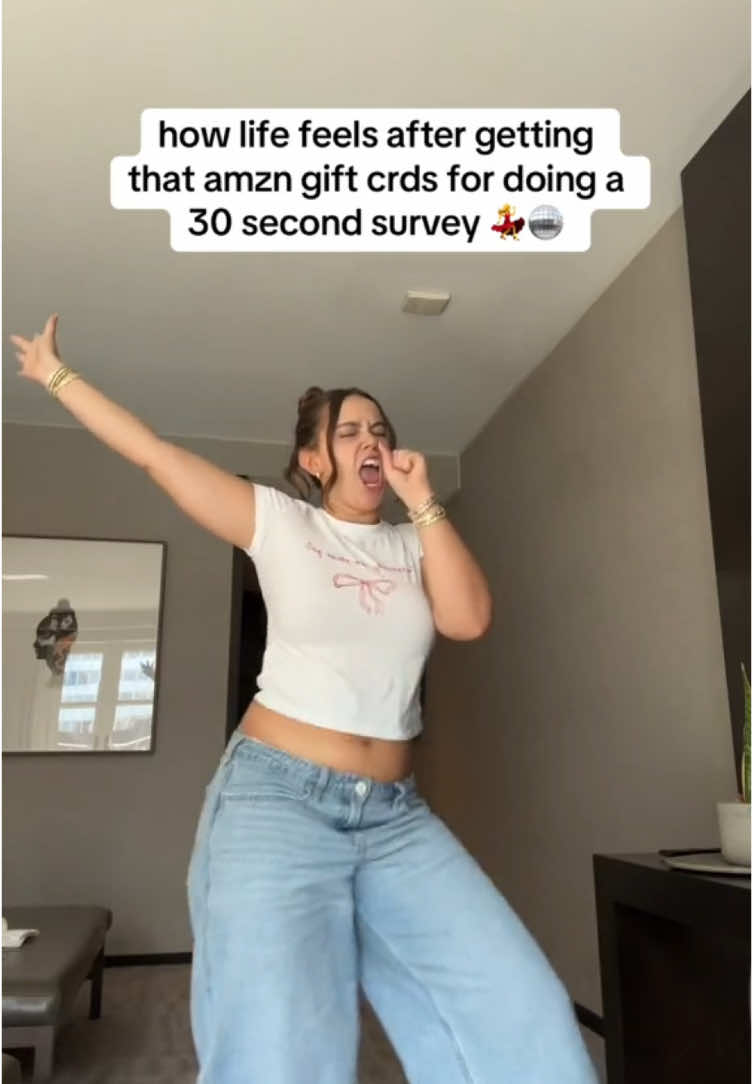 how life feels after getting
that amzn gift crds for doing a
30 second survey 💃🪩